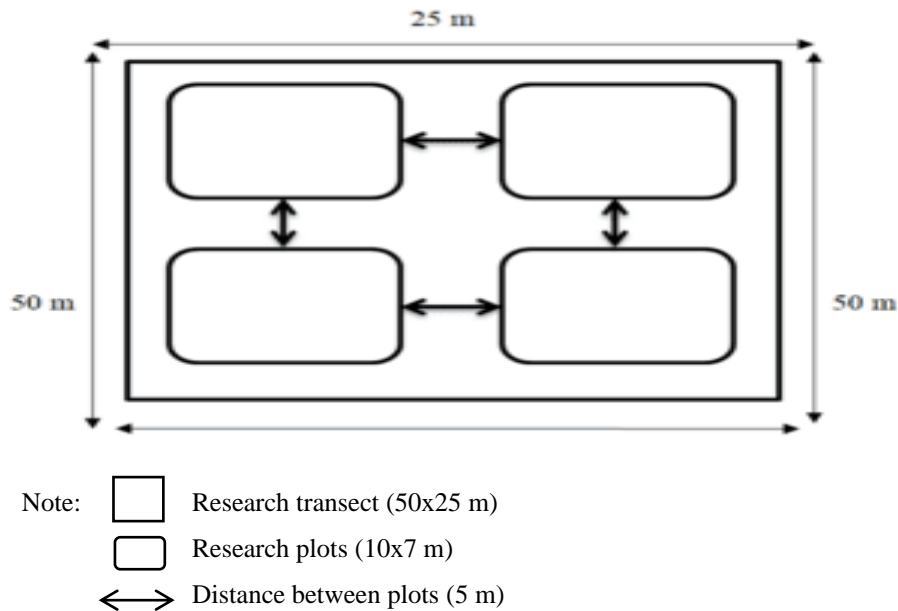 25 m
50 m
50 m
Note:
Research transect (50x25 m)
Research plots (10x7 m)
Distance between plots (5 m)